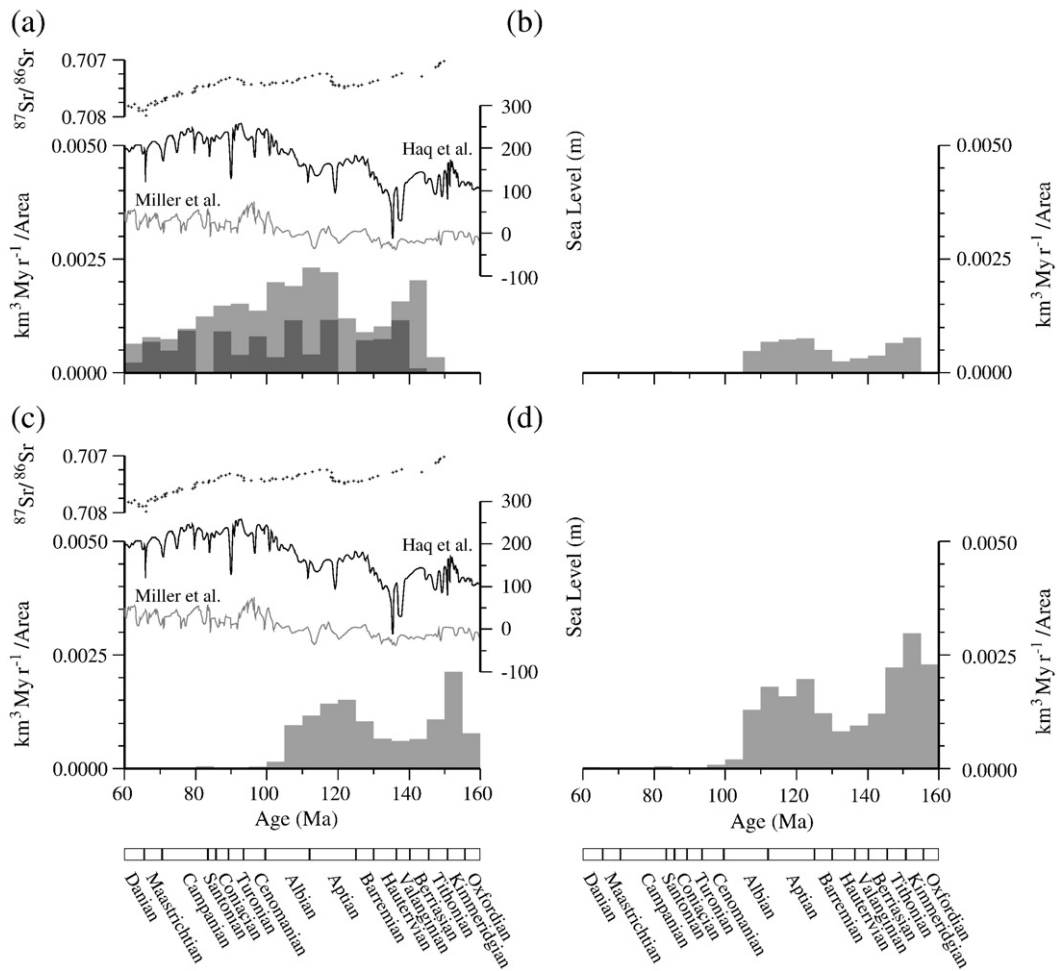 (a)
(b)
0.707
87Sr/86Sr
0.708
300
0.0050
200
Haq et al.
100
Miller et al.
0
Sea Level (m)
0.0025
-100
km3 My r-1 /Area
0.0000
0.0050
0.0025
km3 My r-1 /Area
0.0000
(c)
(d)
0.707
87Sr/86Sr
0.708
300
0.0050
200
Haq et al.
100
Miller et al.
0
Sea Level (m)
0.0025
-100
km3 My r-1 /Area
0.0000
0.0050
0.0025
km3 My r-1 /Area
0.0000
60 80 100 120 140 160
Age (Ma)
60 80 100 120 140 160
Age (Ma)
Danian
Maastrichtian
Campanian
Santonian
Coniacian
Turonian
Cenomanian
Albian
Aptian
Barremian
Hauterivian
Valanginian
Berriasian
Tithonian
Kimmeridgian
Oxfordian
Danian
Maastrichtian
Campanian
Santonian
Coniacian
Turonian
Cenomanian
Albian
Aptian
Barremian
Hauterivian
Valanginian
Berriasian
Tithonian
Kimmeridgian
Oxfordian